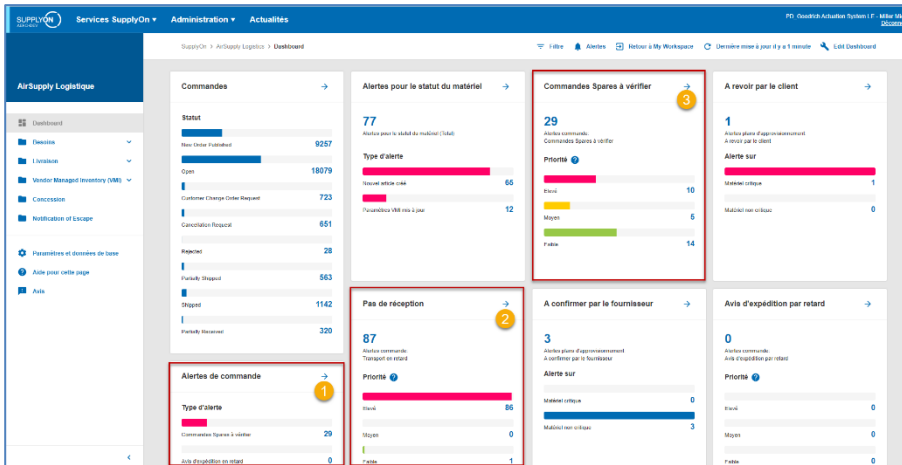 SUPPLYON
Services SupplyOn ▾ Administration ▾ Actualités
PD_Goodrich Actuation System LE - Miller
SupplyOn > AirSupply Logistics > Dashboard
Filtre Alertes Retour à My Workspace Dernière mise à jour il y a 1 minute Edit Dashboard
AirSupply Logistique
Dashboard
Besoins
Livraison
Vendor Managed Inventory (VMI)
Concession
Notification of Escape
Paramètres et données de base
Aide pour cette page
Avis
Commandes
Statut
New Order Published 9257
Open 18079
Customer Change Order Request 723
Cancellation Request 651
Rejected 28
Partially Shipped 563
Shipped 1142
Partially Received 320
Alertes de commande
1
Type d'alerte
Commandes Spares à vérifier 29
Avis d'expédition en retard 0
Alertes pour le statut du matériel
77
Alertes pour le statut du matériel (Total)
Type d'alerte
Nouvel article créé 65
Paramètres VMI mis à jour 12
Pas de réception
2
87
Alertes commande:
Transport en retard
Priorité
Elevé 86
Moyen 0
Faible 1
Commandes Spares à vérifier
3
29
Alertes commande:
Commandes Spares à vérifier
Priorité
Elevé 10
Moyen 5
Faible 14
A confirmer par le fournisseur
3
Alertes plans d'approvisionnement
A confirmer par le fournisseur
Alerte sur
Matériel critique 0
Matériel non critique 3
A revoir par le client
1
Alertes plans d'approvisionnement
A revoir par le client
Alerte sur
Matériel critique 1
Matériel non critique 0
Avis d'expédition par retard
0
Alertes commande:
Avis d'expédition en retard
Priorité
Elevé 0
Moyen 0
Faible 0